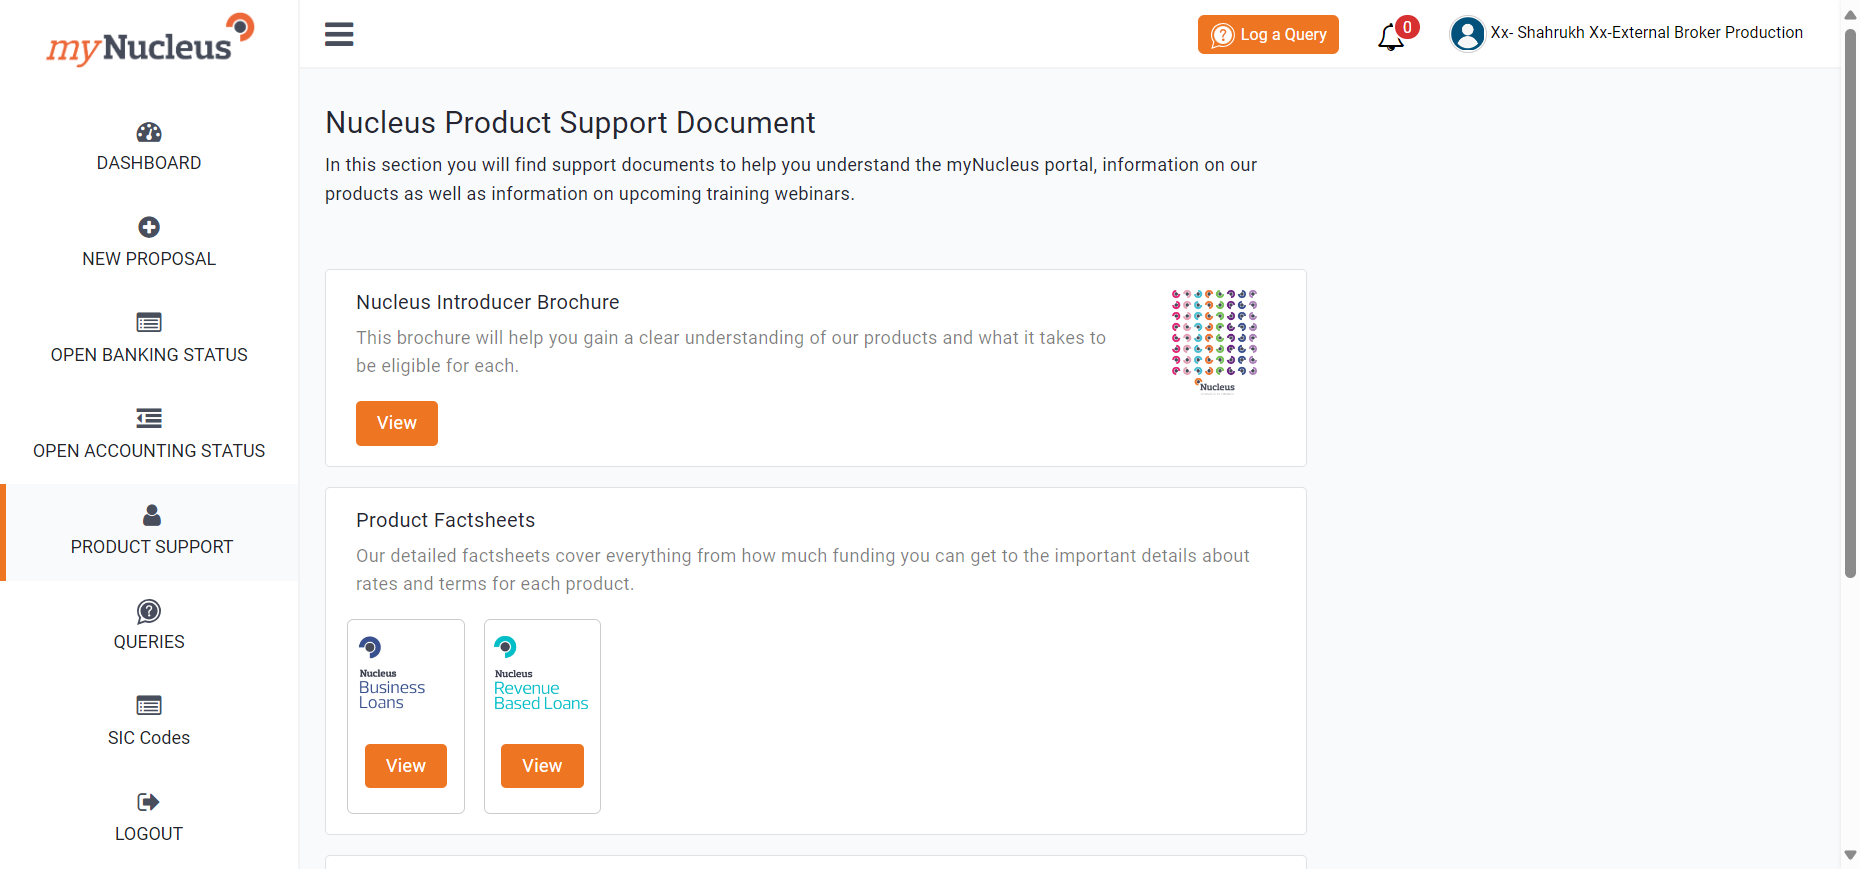 myNucleus
Log a Query
0
Xx- Shahrukh Xx-External Broker Production
DASHBOARD
NEW PROPOSAL
OPEN BANKING STATUS
OPEN ACCOUNTING STATUS
PRODUCT SUPPORT
QUERIES
SIC Codes
LOGOUT
Nucleus Product Support Document
In this section you will find support documents to help you understand the myNucleus portal, information on our
products as well as information on upcoming training webinars.
Nucleus Introducer Brochure
This brochure will help you gain a clear understanding of our products and what it takes to
be eligible for each.
View
Nucleus
Product Factsheets
Our detailed factsheets cover everything from how much funding you can get to the important details about
rates and terms for each product.
Nucleus
Business
Loans
View
Nucleus
Revenue
Based Loans
View